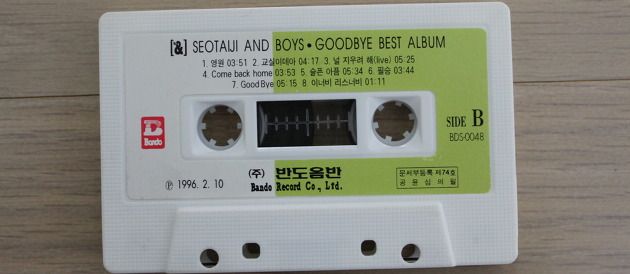 [&] SEOTAIJI AND BOYS • GOODBYE BEST ALBUM
1. 영원 03:51 2. 교실이데아 04:17 3. 널 지우려 해(live) 05:25
4. Come back home 03:53 5. 슬픈 아픔 05:34 6. 필승 03:44
7. Good Bye 05:15 8. 이너비 리스너비 01:11
B
Bando
SIDE B
BDS-0048
ⓟ 1996. 2. 10
(주) 반도음반
Bando Record Co., Ltd.
문서부등록 제74호
공윤심의필